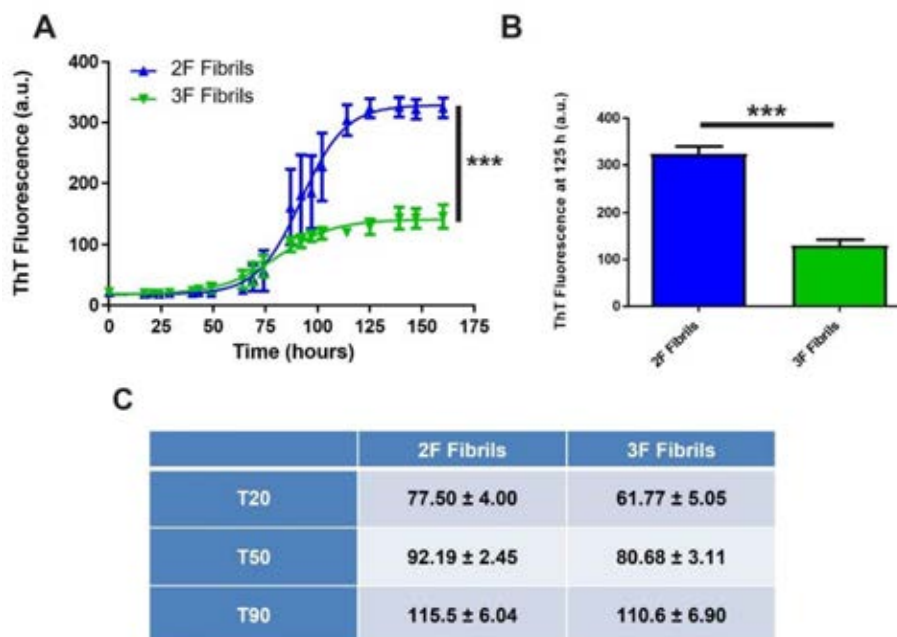 A
2F Fibrils
3F Fibrils
ThT Fluorescence (a.u.)
400
300
200
100
0
0 25 50 75 100 125 150 175
Time (hours)
***
B
***
ThT Fluorescence at 125 h (a.u.)
400
300
200
100
0
2F Fibrils
3F Fibrils
C
2F Fibrils 3F Fibrils
T20 77.50 ± 4.00 61.77 ± 5.05
T50 92.19 ± 2.45 80.68 ± 3.11
T90 115.5 ± 6.04 110.6 ± 6.90